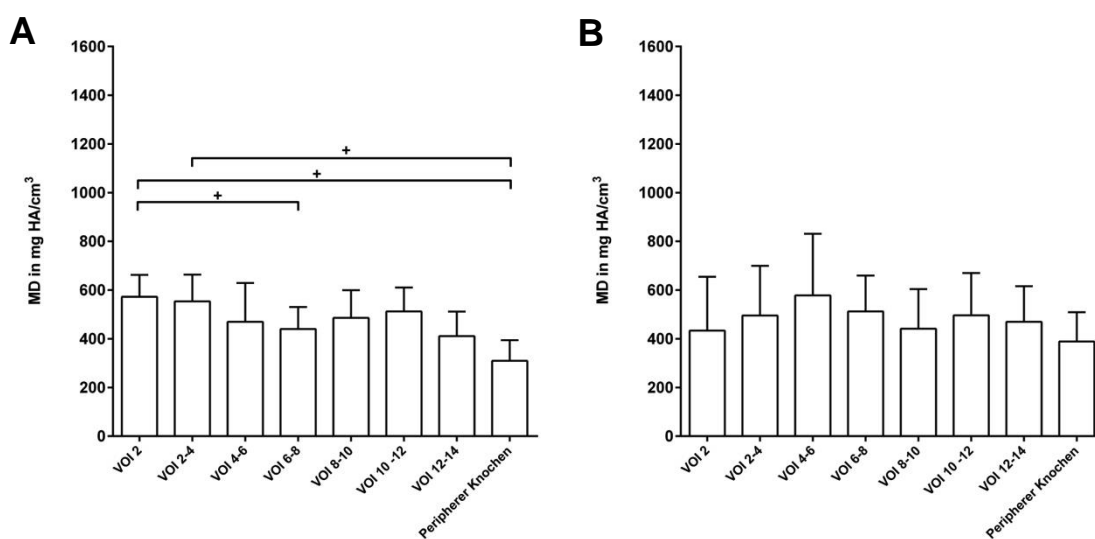 A
MD in mg HA/cm³
1600
1400
1200
1000
800
600
400
200
0
+
+
+
VOI 2
VOI 2-4
VOI 4-6
VOI 6-8
VOI 8-10
VOI 10 -12
VOI 12-14
Peripherer Knochen
B
MD in mg HA/cm³
1600
1400
1200
1000
800
600
400
200
0
VOI 2
VOI 2-4
VOI 4-6
VOI 6-8
VOI 8-10
VOI 10 -12
VOI 12-14
Peripherer Knochen